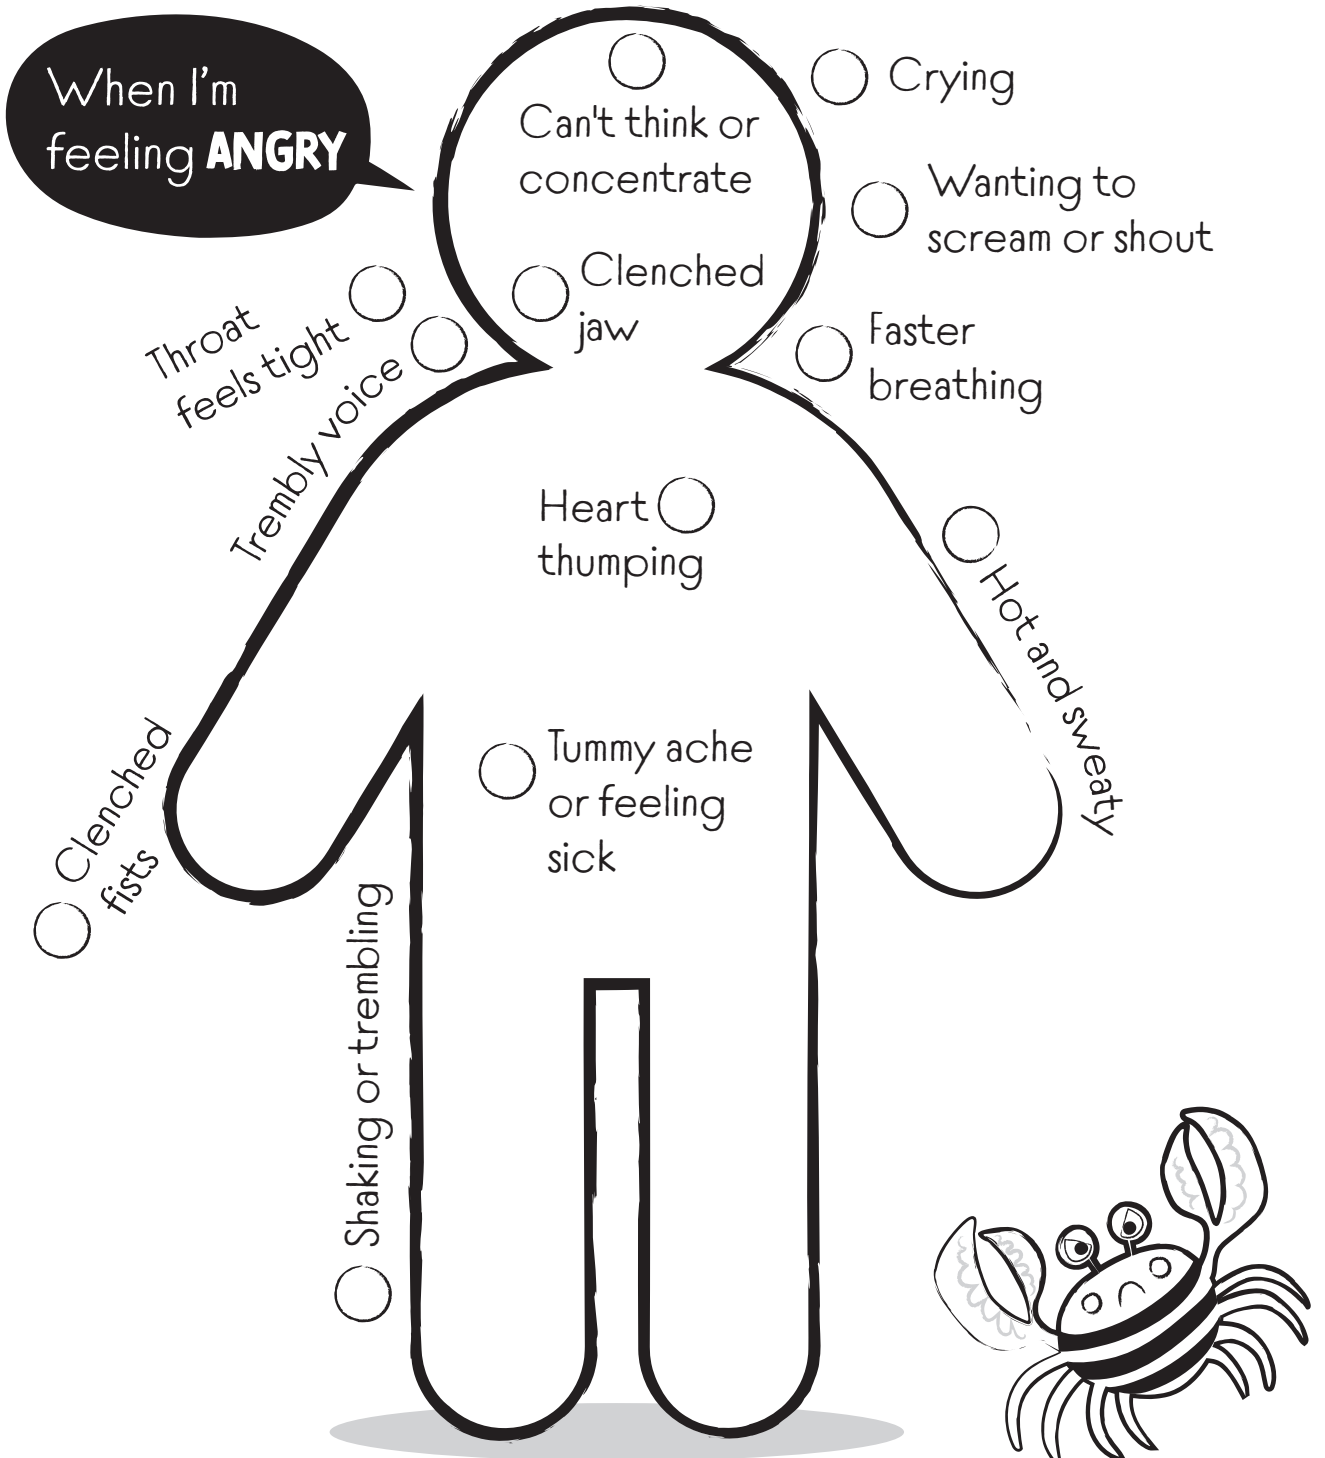 When I'm
feeling ANGRY
Can't think or
concentrate
Crying
Wanting to
scream or shout
Clenched
jaw
Throat
feels tight
Trembly voice
Faster
breathing
Heart
thumping
Hot and sweaty
Tummy ache
or feeling
sick
Clenched
fists
Shaking or trembling